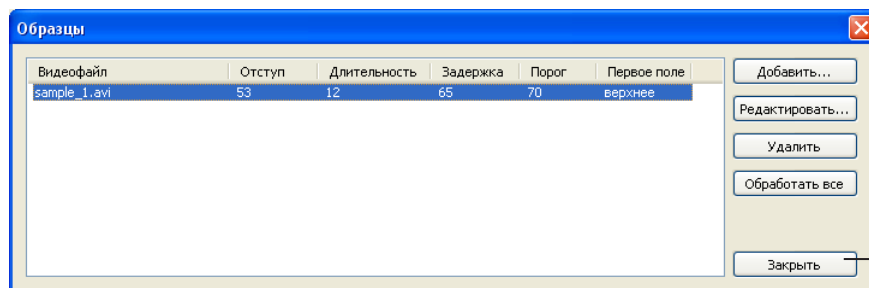 Образцы
Видеофайл Отступ Длительность Задержка Порог Первое поле
sample_1.avi 53 12 65 70 верхнее
Добавить...
Редактировать...
Удалить
Обработать все
Закрыть